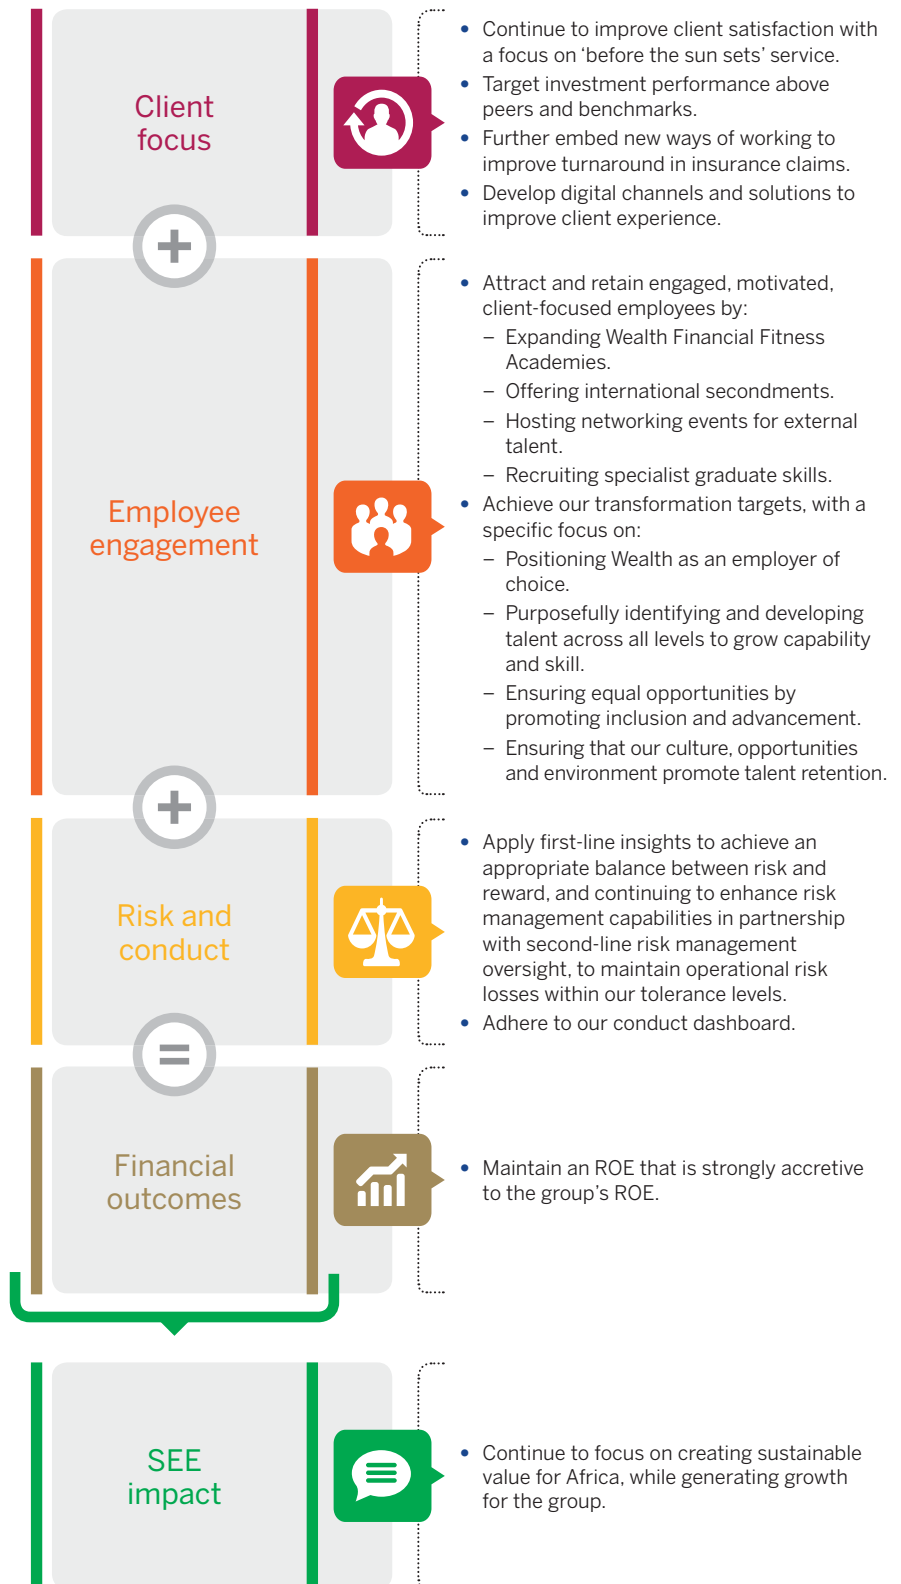 Client
focus
• Continue to improve client satisfaction with
a focus on ‘before the sun sets’ service.
• Target investment performance above
peers and benchmarks.
• Further embed new ways of working to
improve turnaround in insurance claims.
• Develop digital channels and solutions to
improve client experience.
+
Employee
engagement
• Attract and retain engaged, motivated,
client-focused employees by:
– Expanding Wealth Financial Fitness
Academies.
– Offering international secondments.
– Hosting networking events for external
talent.
– Recruiting specialist graduate skills.
• Achieve our transformation targets, with a
specific focus on:
– Positioning Wealth as an employer of
choice.
– Purposefully identifying and developing
talent across all levels to grow capability
and skill.
– Ensuring equal opportunities by
promoting inclusion and advancement.
– Ensuring that our culture, opportunities
and environment promote talent retention.
+
Risk and
conduct
• Apply first-line insights to achieve an
appropriate balance between risk and
reward, and continuing to enhance risk
management capabilities in partnership
with second-line risk management
oversight, to maintain operational risk
losses within our tolerance levels.
• Adhere to our conduct dashboard.
=
Financial
outcomes
• Maintain an ROE that is strongly accretive
to the group’s ROE.
SEE
impact
• Continue to focus on creating sustainable
value for Africa, while generating growth
for the group.